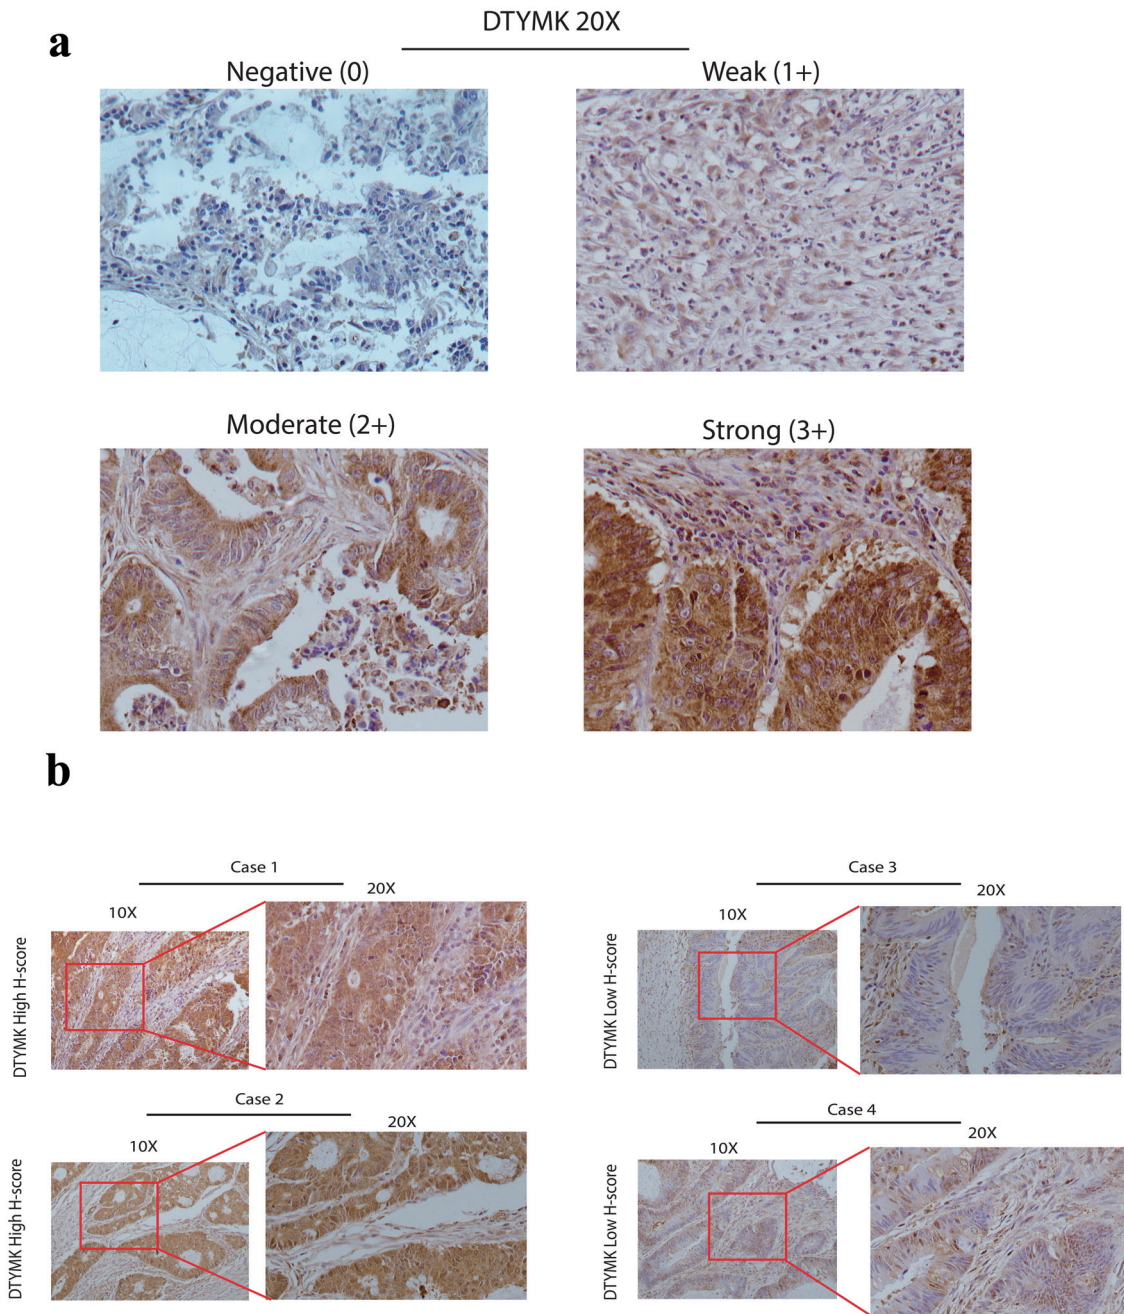 a
DTYMK 20X
Negative (0)
Weak (1+)
Moderate (2+)
Strong (3+)
b
Case 1
10X
20X
DTYMK High H-score
Case 3
10X
20X
DTYMK Low H-score
Case 2
10X
20X
DTYMK High H-score
Case 4
10X
20X
DTYMK Low H-score